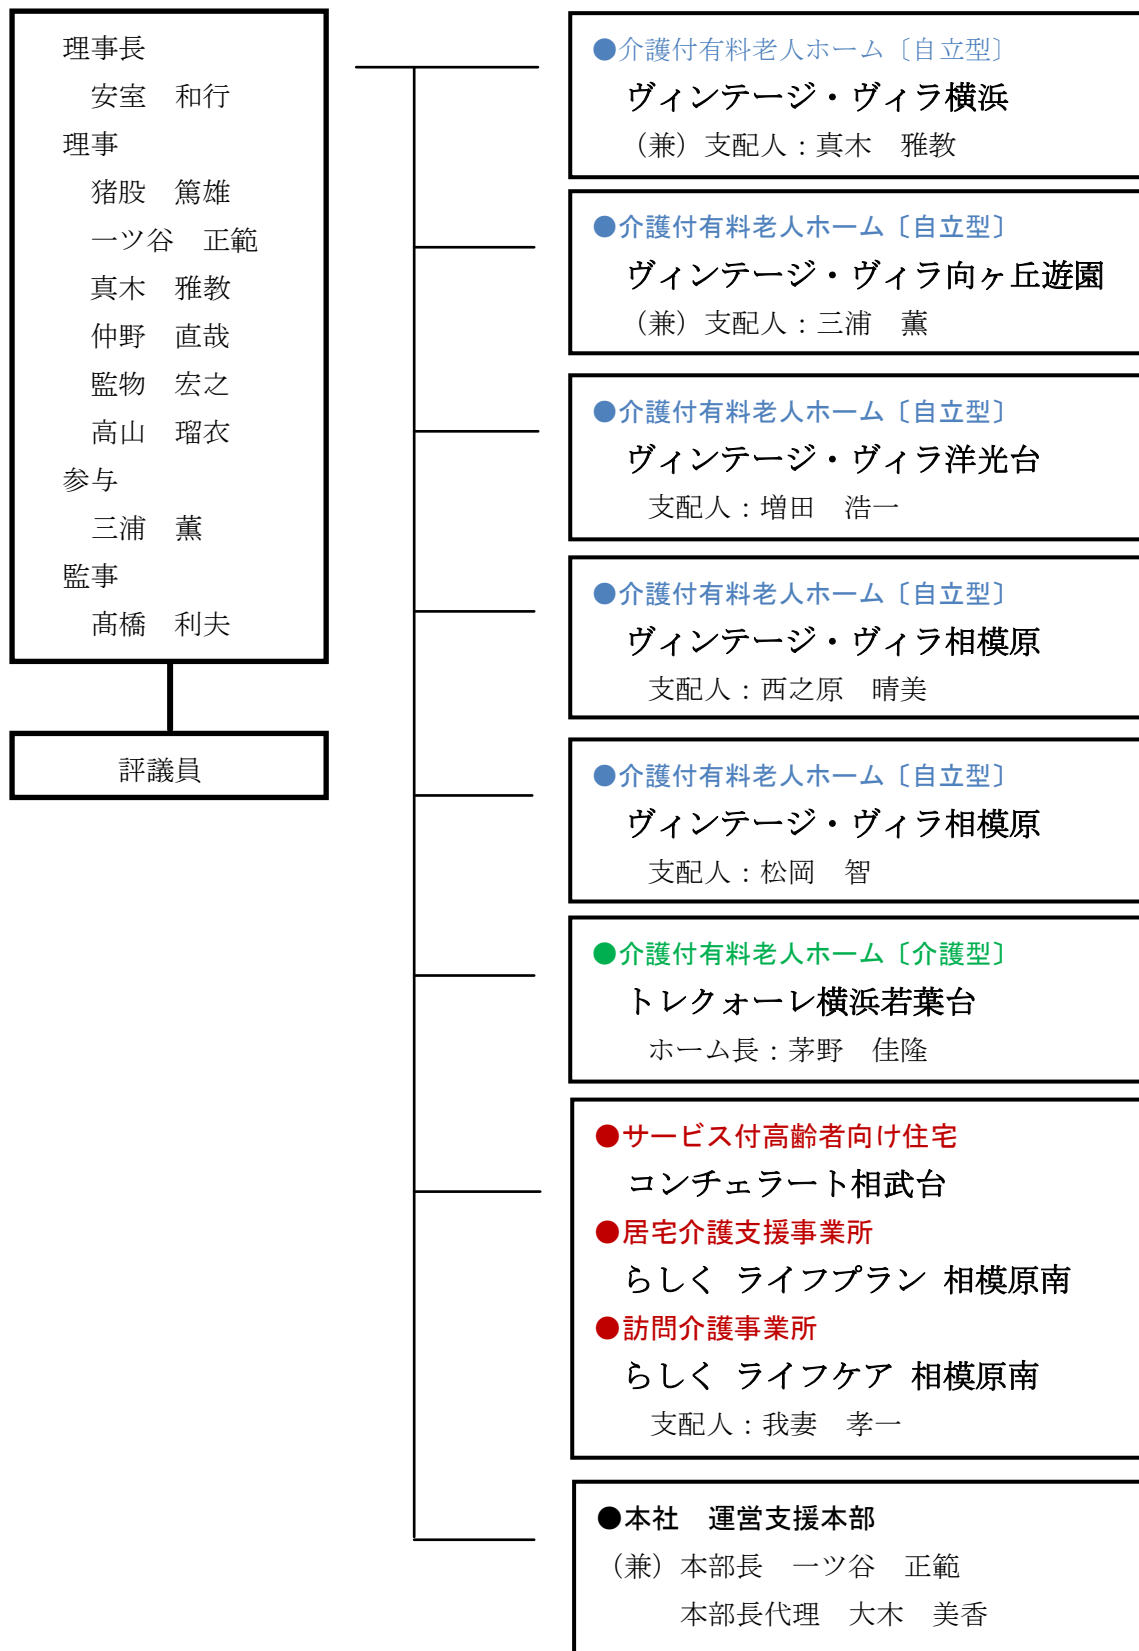 理事長
安室　和行
理事
猪股　篤雄
一ツ谷　正範
真木　雅教
仲野　直哉
監物　宏之
高山　瑠衣
参与
三浦　薫
監事
髙橋　利夫
評議員
●介護付有料老人ホーム〔自立型〕
ヴィンテージ・ヴィラ横浜
（兼）支配人：真木　雅教
●介護付有料老人ホーム〔自立型〕
ヴィンテージ・ヴィラ向ヶ丘遊園
（兼）支配人：三浦　薫
●介護付有料老人ホーム〔自立型〕
ヴィンテージ・ヴィラ洋光台
支配人：増田　浩一
●介護付有料老人ホーム〔自立型〕
ヴィンテージ・ヴィラ相模原
支配人：西之原　晴美
●介護付有料老人ホーム〔自立型〕
ヴィンテージ・ヴィラ相模原
支配人：松岡　智
●介護付有料老人ホーム〔介護型〕
トレクォーレ横浜若葉台
ホーム長：茅野　佳隆
●サービス付高齢者向け住宅
コンチェラート相武台
●居宅介護支援事業所
らしく ライフプラン 相模原南
●訪問介護事業所
らしく ライフケア 相模原南
支配人：我妻　孝一
●本社　運営支援本部
（兼）本部長　一ツ谷　正範
本部長代理　大木　美香